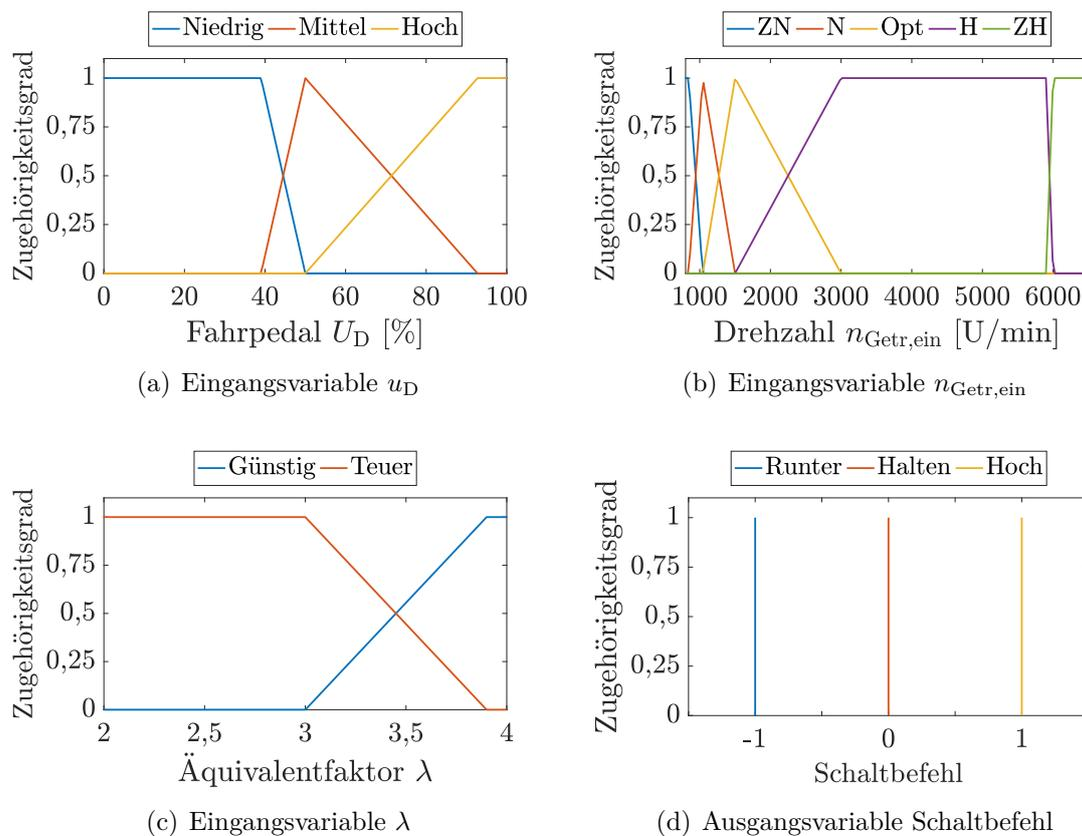 Niedrig Mittel Hoch
Zugehörigkeitsgrad
1
0,75
0,5
0,25
0
0 20 40 60 80 100
Fahrpedal U_D [%]
(a) Eingangsvariable u_D
ZN N Opt H ZH
Zugehörigkeitsgrad
1
0,75
0,5
0,25
0
1000 2000 3000 4000 5000 6000
Drehzahl n_Getr,ein [U/min]
(b) Eingangsvariable n_Getr,ein
Günstig Teuer
Zugehörigkeitsgrad
1
0,75
0,5
0,25
0
2 2,5 3 3,5 4
Äquivalentfaktor λ
(c) Eingangsvariable λ
Runter Halten Hoch
Zugehörigkeitsgrad
1
0,75
0,5
0,25
0
-1 0 1
Schaltbefehl
(d) Ausgangsvariable Schaltbefehl